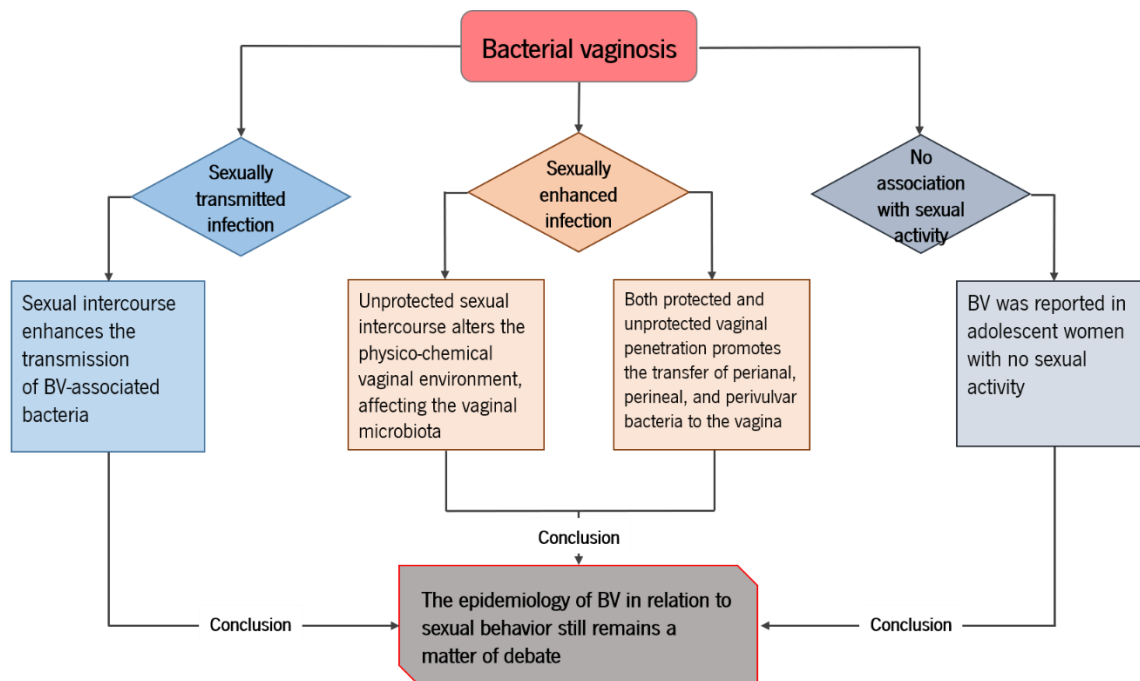 Bacterial vaginosis
Sexually
transmitted
infection
Sexually
enhanced
infection
No
association
with sexual
activity
Sexual intercourse
enhances the
transmission
of BV-associated
bacteria
Unprotected sexual
intercourse alters the
physico-chemical
vaginal environment,
affecting the vaginal
microbiota
Both protected and
unprotected vaginal
penetration promotes
the transfer of perianal,
perineal, and perivulvar
bacteria to the vagina
BV was reported in
adolescent women
with no sexual
activity
Conclusion
Conclusion
The epidemiology of BV in relation to
sexual behavior still remains a
matter of debate
Conclusion